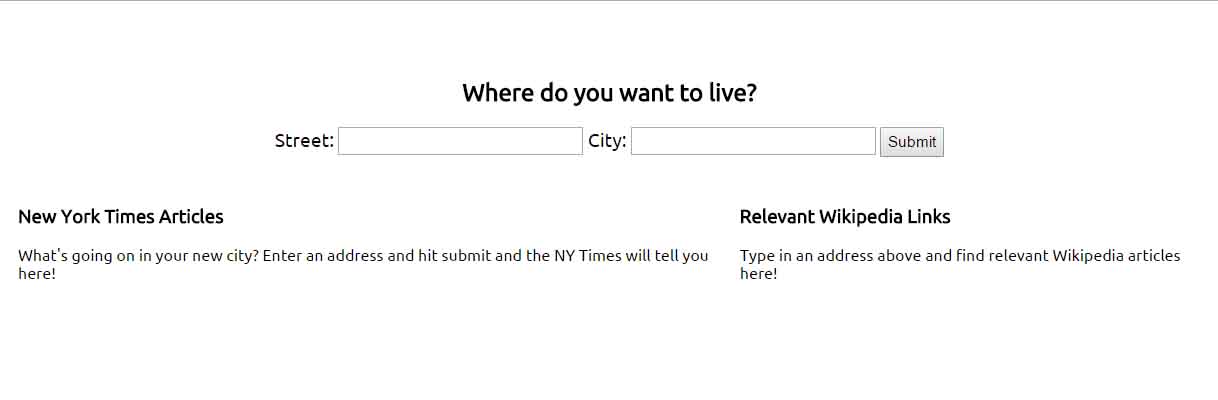 Where do you want to live?
Street: City: Submit
New York Times Articles
What's going on in your new city? Enter an address and hit submit and the NY Times will tell you
here!
Relevant Wikipedia Links
Type in an address above and find relevant Wikipedia articles
here!